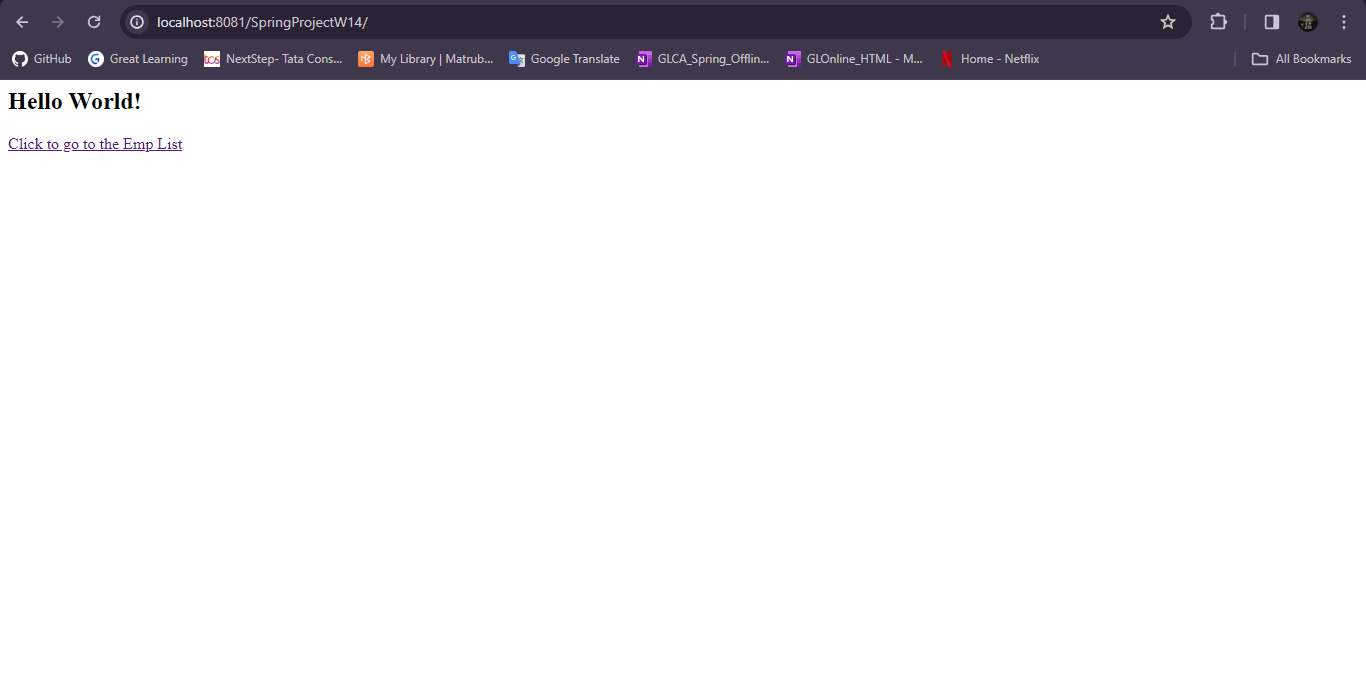 localhost:8081/SpringProjectW14/
GitHub Great Learning NextStep- Tata Cons... My Library | Matrub... Google Translate GLCA_Spring_Offlin... GLOnline_HTML - M... Home - Netflix All Bookmarks
Hello World!
Click to go to the Emp List